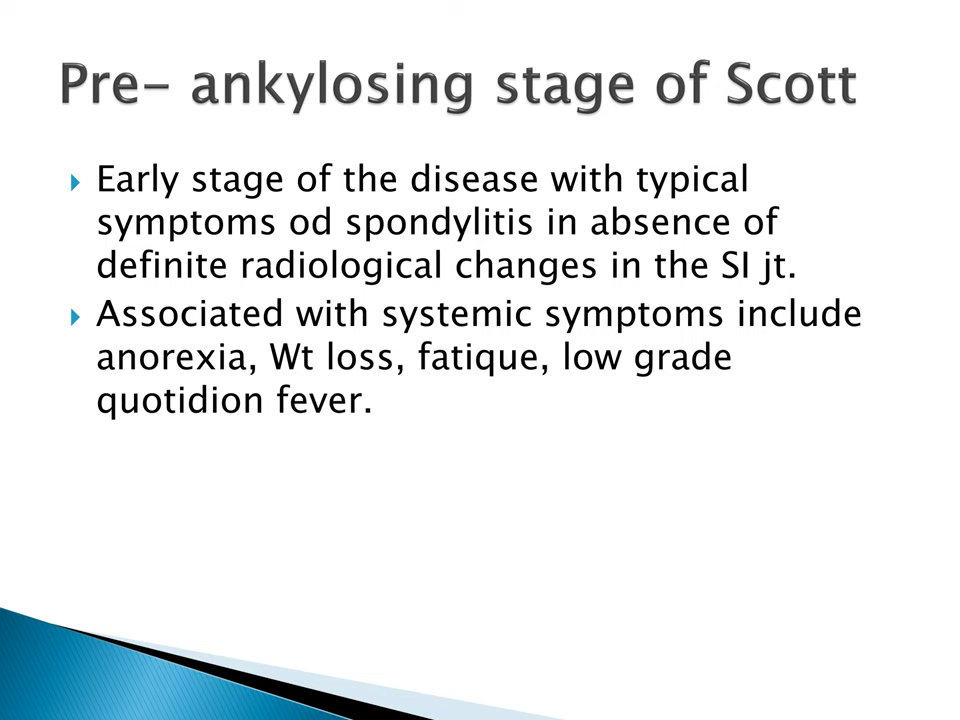 Pre- ankylosing stage of Scott
Early stage of the disease with typical
symptoms od spondylitis in absence of
definite radiological changes in the SI jt.
Associated with systemic symptoms include
anorexia, Wt loss, fatique, low grade
quotidion fever.